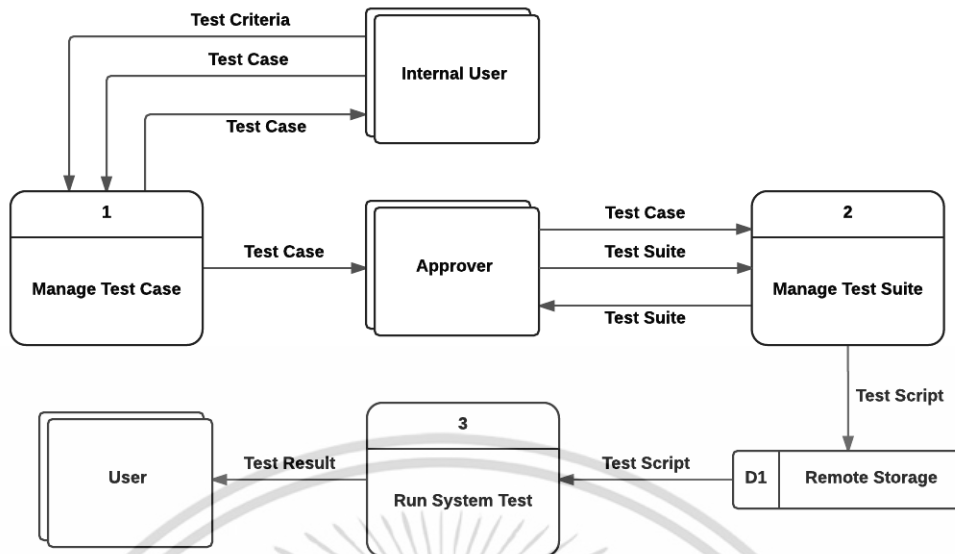 Test Criteria
Test Case
Internal User
Test Case
1
Manage Test Case
Test Case
Approver
Test Case
Test Suite
Test Suite
2
Manage Test Suite
Test Script
User
Test Result
3
Run System Test
Test Script
D1
Remote Storage